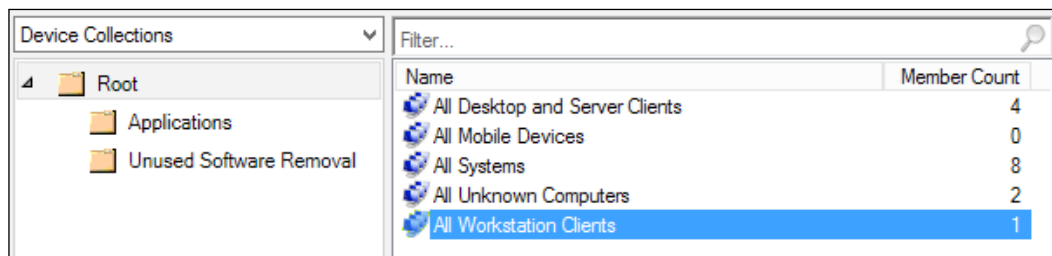 Device Collections
Filter...
Root
Applications
Unused Software Removal
Name Member Count
All Desktop and Server Clients 4
All Mobile Devices 0
All Systems 8
All Unknown Computers 2
All Workstation Clients 1